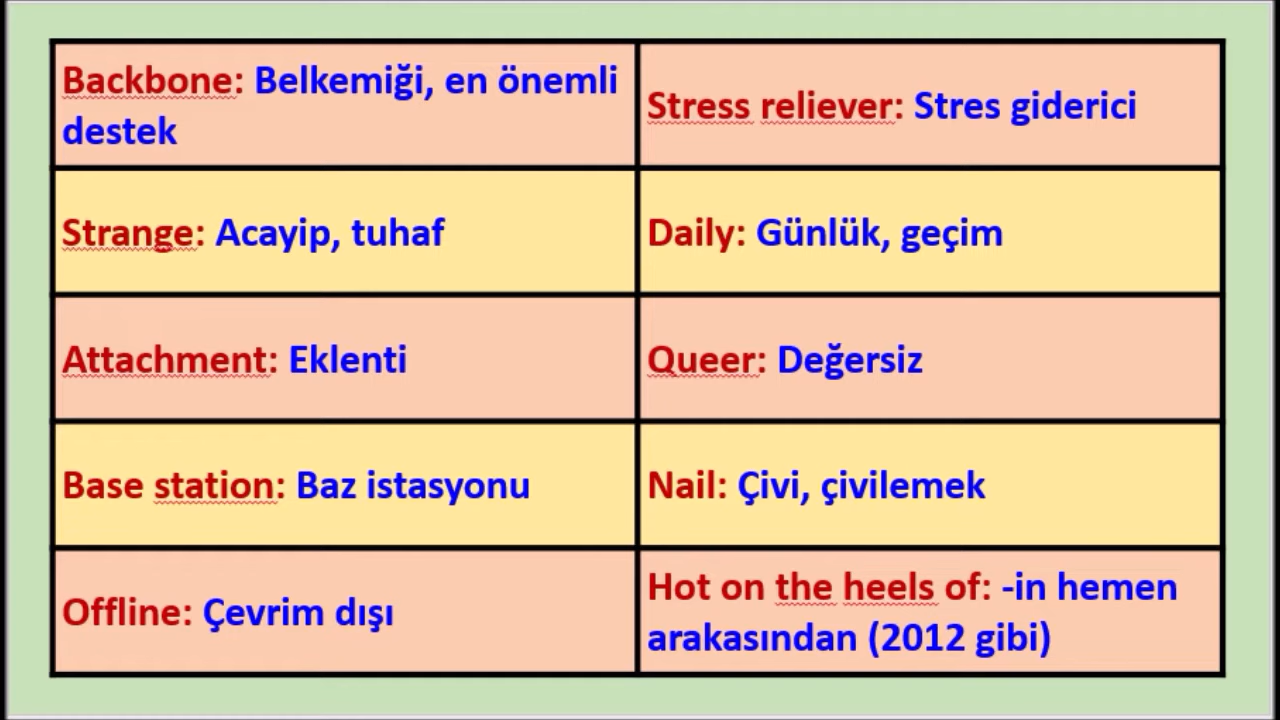 Backbone: Belkemiği, en önemli
destek
Stress reliever: Stres giderici
Strange: Acayip, tuhaf
Daily: Günlük, geçim
Attachment: Eklenti
Queer: Değersiz
Base station: Baz istasyonu
Nail: Çivi, çivilemek
Offline: Çevrim dışı
Hot on the heels of: -in hemen
arakasından (2012 gibi)